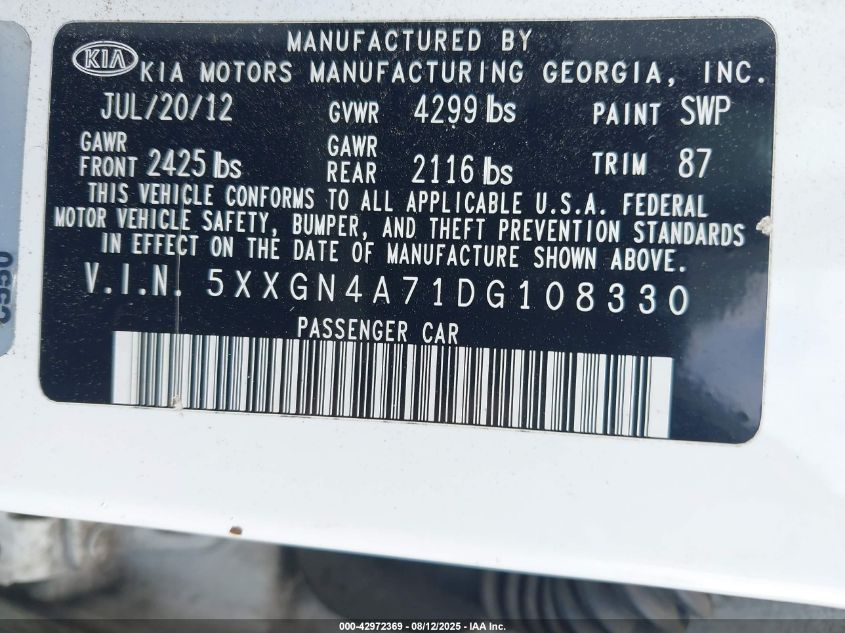 MANUFACTURED BY
KIA KIA MOTORS MANUFACTURING GEORGIA, INC.
JUL/20/12 GVWR 4299 lbs PAINT SWP
GAWR FRONT 2425 lbs GAWR REAR 2116 lbs TRIM 87
THIS VEHICLE CONFORMS TO ALL APPLICABLE U.S.A. FEDERAL
MOTOR VEHICLE SAFETY, BUMPER, AND THEFT PREVENTION STANDARDS
IN EFFECT ON THE DATE OF MANUFACTURE SHOWN ABOVE.
V.I.N. 5XXGN4A71DG108330
PASSENGER CAR
000-42972369 - 08/12/2025 - IAA Inc.